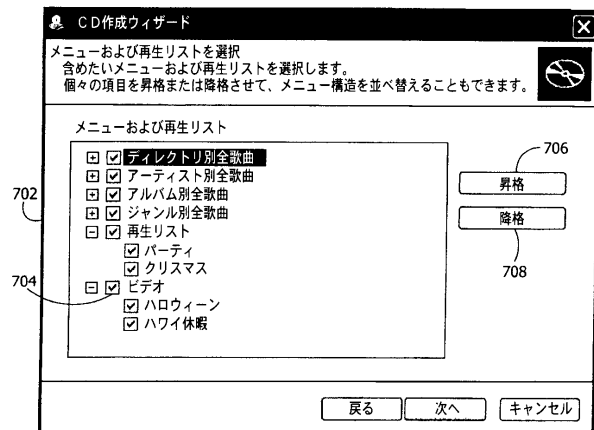 CD作成ウィザード
メニューおよび再生リストを選択
含めたいメニューおよび再生リストを選択します。
個々の項目を昇格または降格させて、メニュー構造を並べ替えることもできます。
メニューおよび再生リスト
ディレクトリ別全歌曲
アーティスト別全歌曲
アルバム別全歌曲
ジャンル別全歌曲
再生リスト
パーティ
クリスマス
ビデオ
ハロウィーン
ハワイ休暇
706
昇格
降格
708
702
704
戻る
次へ
キャンセル